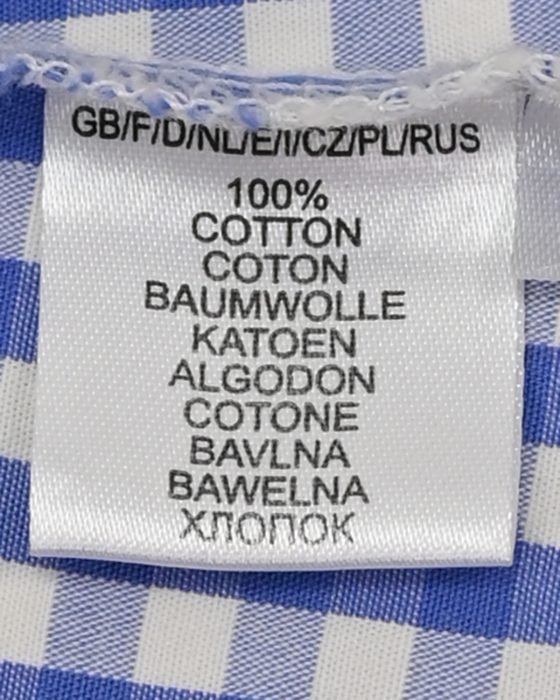 GB/F/D/NL/E/I/CZ/PL/RUS
100%
COTTON
COTON
BAUMWOLLE
KATOEN
ALGODON
COTONE
BAVLNA
BAWELNA
ХЛОПОК